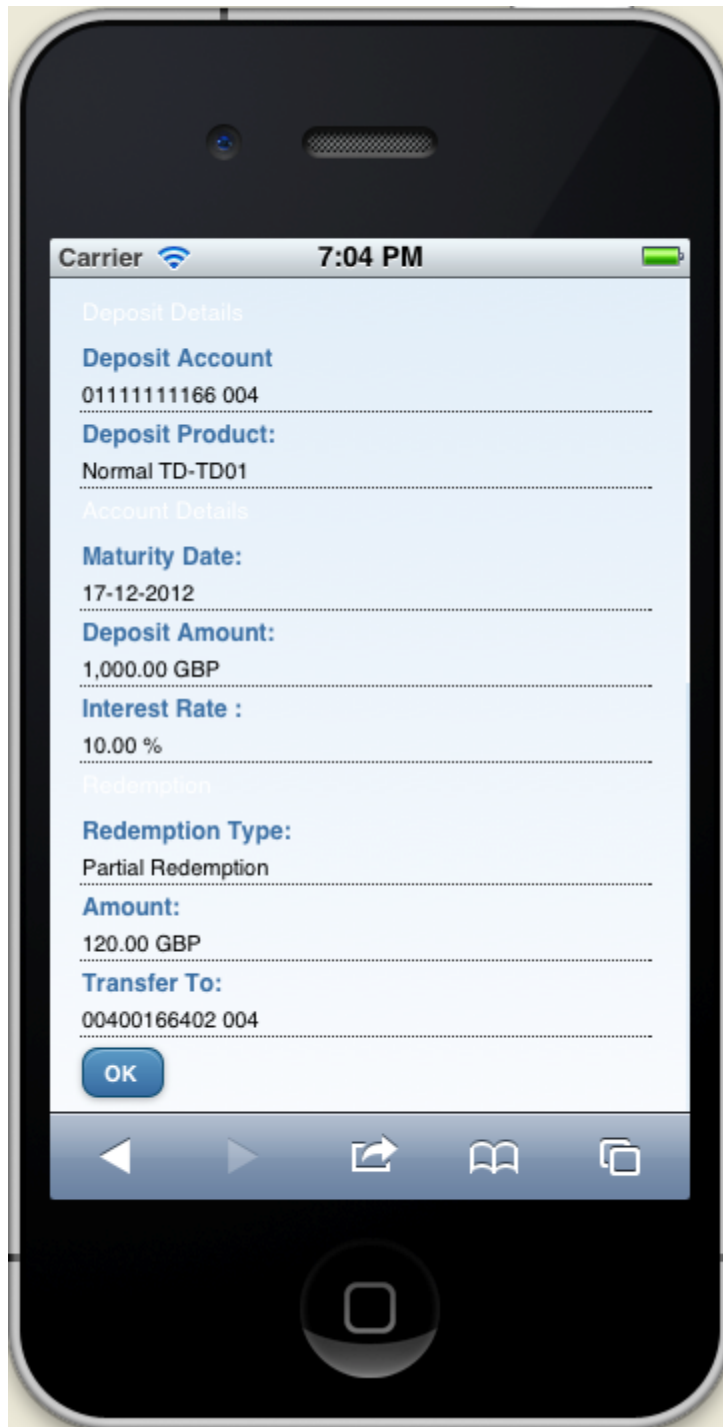 Carrier 7:04 PM
Deposit Details
Deposit Account
01111111166 004
Deposit Product:
Normal TD-TD01
Account Details
Maturity Date:
17-12-2012
Deposit Amount:
1,000.00 GBP
Interest Rate :
10.00 %
Redemption
Redemption Type:
Partial Redemption
Amount:
120.00 GBP
Transfer To:
00400166402 004
OK